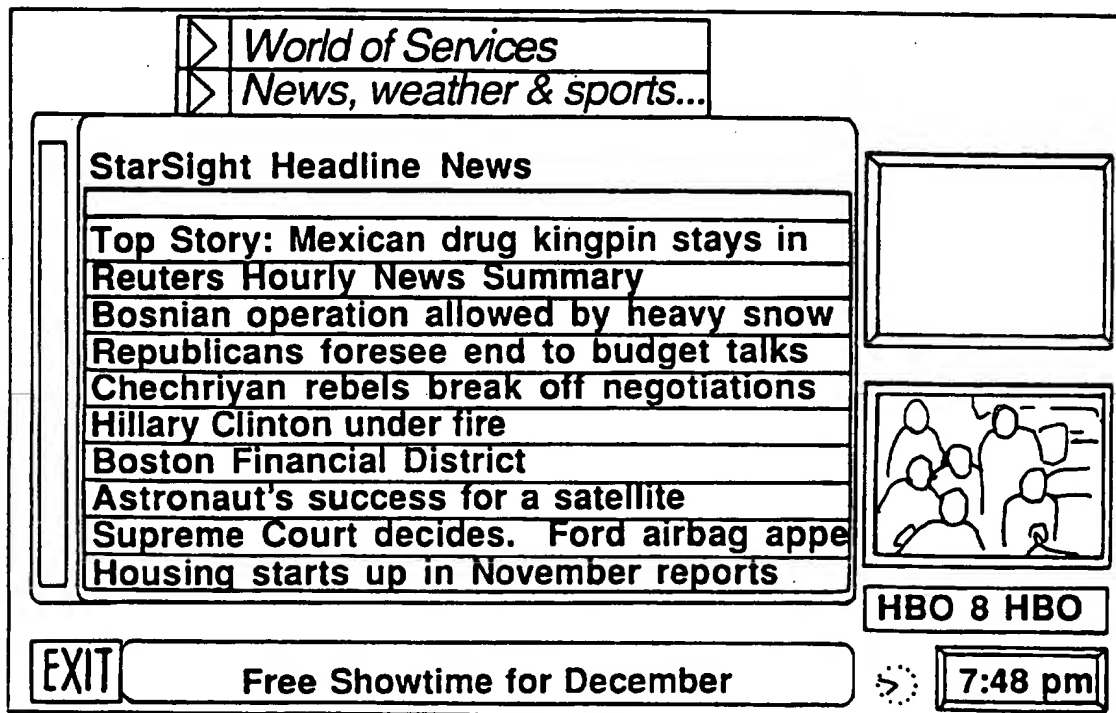 World of Services
News, weather & sports...
StarSight Headline News
Top Story: Mexican drug kingpin stays in
Reuters Hourly News Summary
Bosnian operation allowed by heavy snow
Republicans foresee end to budget talks
Chechriyan rebels break off negotiations
Hillary Clinton under fire
Boston Financial District
Astronaut's success for a satellite
Supreme Court decides. Ford airbag appe
Housing starts up in November reports
HBO 8 HBO
EXIT
Free Showtime for December
7:48 pm